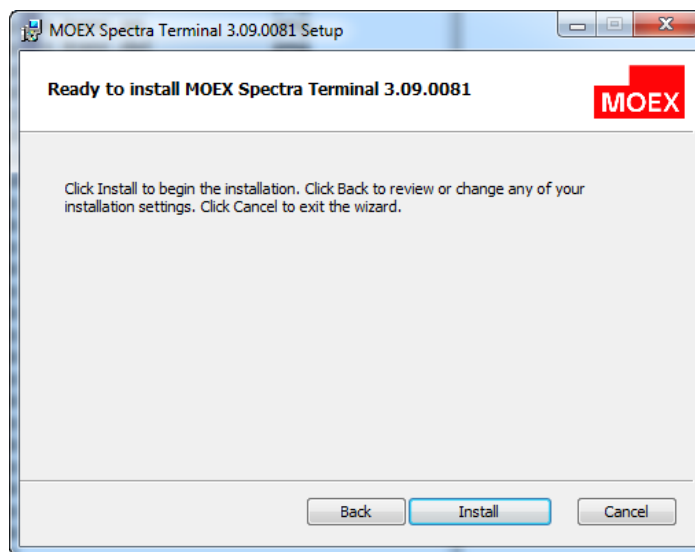 MOEX Spectra Terminal 3.09.0081 Setup
Ready to install MOEX Spectra Terminal 3.09.0081
MOEX
Click Install to begin the installation. Click Back to review or change any of your
installation settings. Click Cancel to exit the wizard.
Back
Install
Cancel